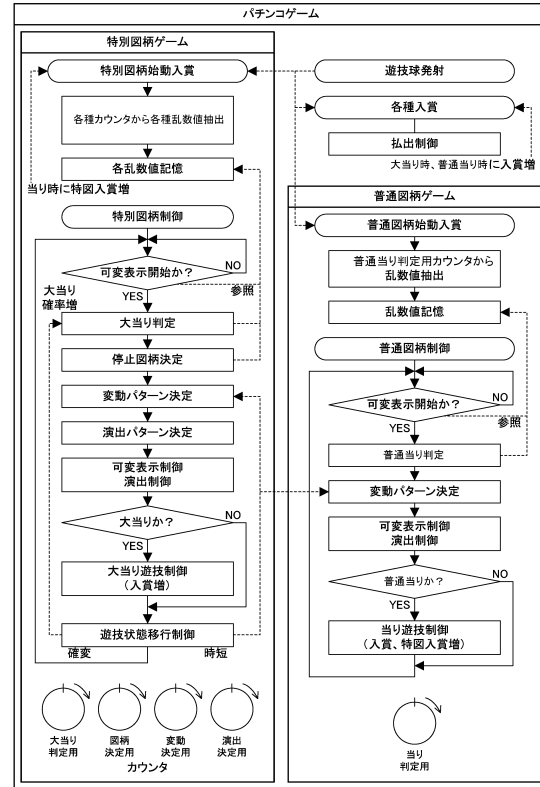 パチンコゲーム
特別図柄ゲーム
特別図柄始動入賞
各種カウンタから各種乱数値抽出
各乱数値記憶
当り時に特図入賞増
特別図柄制御
可変表示開始か?
NO
YES
参照
大当り
確率増
大当り判定
停止図柄決定
変動パターン決定
演出パターン決定
可変表示制御
演出制御
大当りか?
NO
YES
大当り遊技制御
(入賞増)
遊技状態移行制御
確変
時短
大当り
判定用
図柄
決定用
変動
決定用
演出
決定用
カウンタ
遊技球発射
各種入賞
払出制御
大当り時、普通当り時に入賞増
普通図柄ゲーム
普通図柄始動入賞
普通当り判定用カウンタから
乱数値抽出
乱数値記憶
普通図柄制御
可変表示開始か?
NO
YES
参照
普通当り判定
変動パターン決定
可変表示制御
演出制御
普通当りか?
NO
YES
当り遊技制御
(入賞、特図入賞増)
当り
判定用